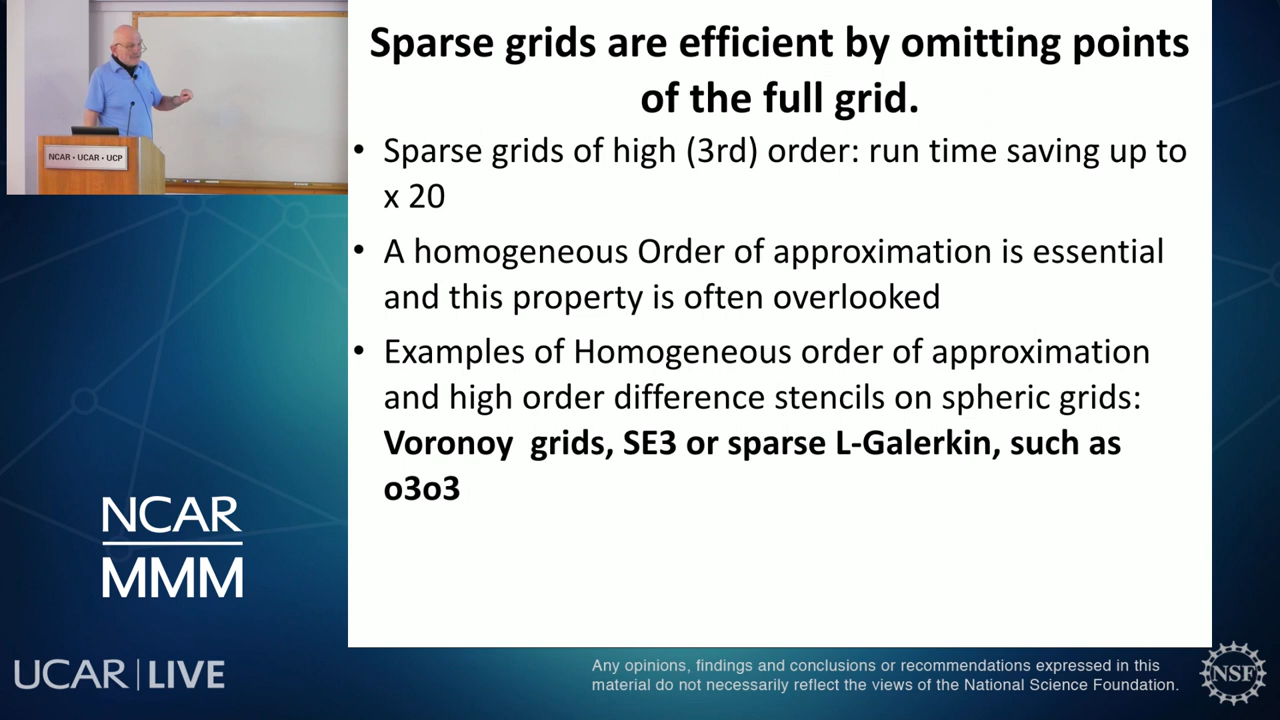 Sparse grids are efficient by omitting points
of the full grid.
• Sparse grids of high (3rd) order: run time saving up to
x 20
• A homogeneous Order of approximation is essential
and this property is often overlooked
• Examples of Homogeneous order of approximation
and high order difference stencils on spheric grids:
Voronoy grids, SE3 or sparse L-Galerkin, such as
o3o3
NCAR • UCAR • UCP
NCAR
MMM
UCAR | LIVE
Any opinions, findings and conclusions or recommendations expressed in this
material do not necessarily reflect the views of the National Science Foundation.
NSF